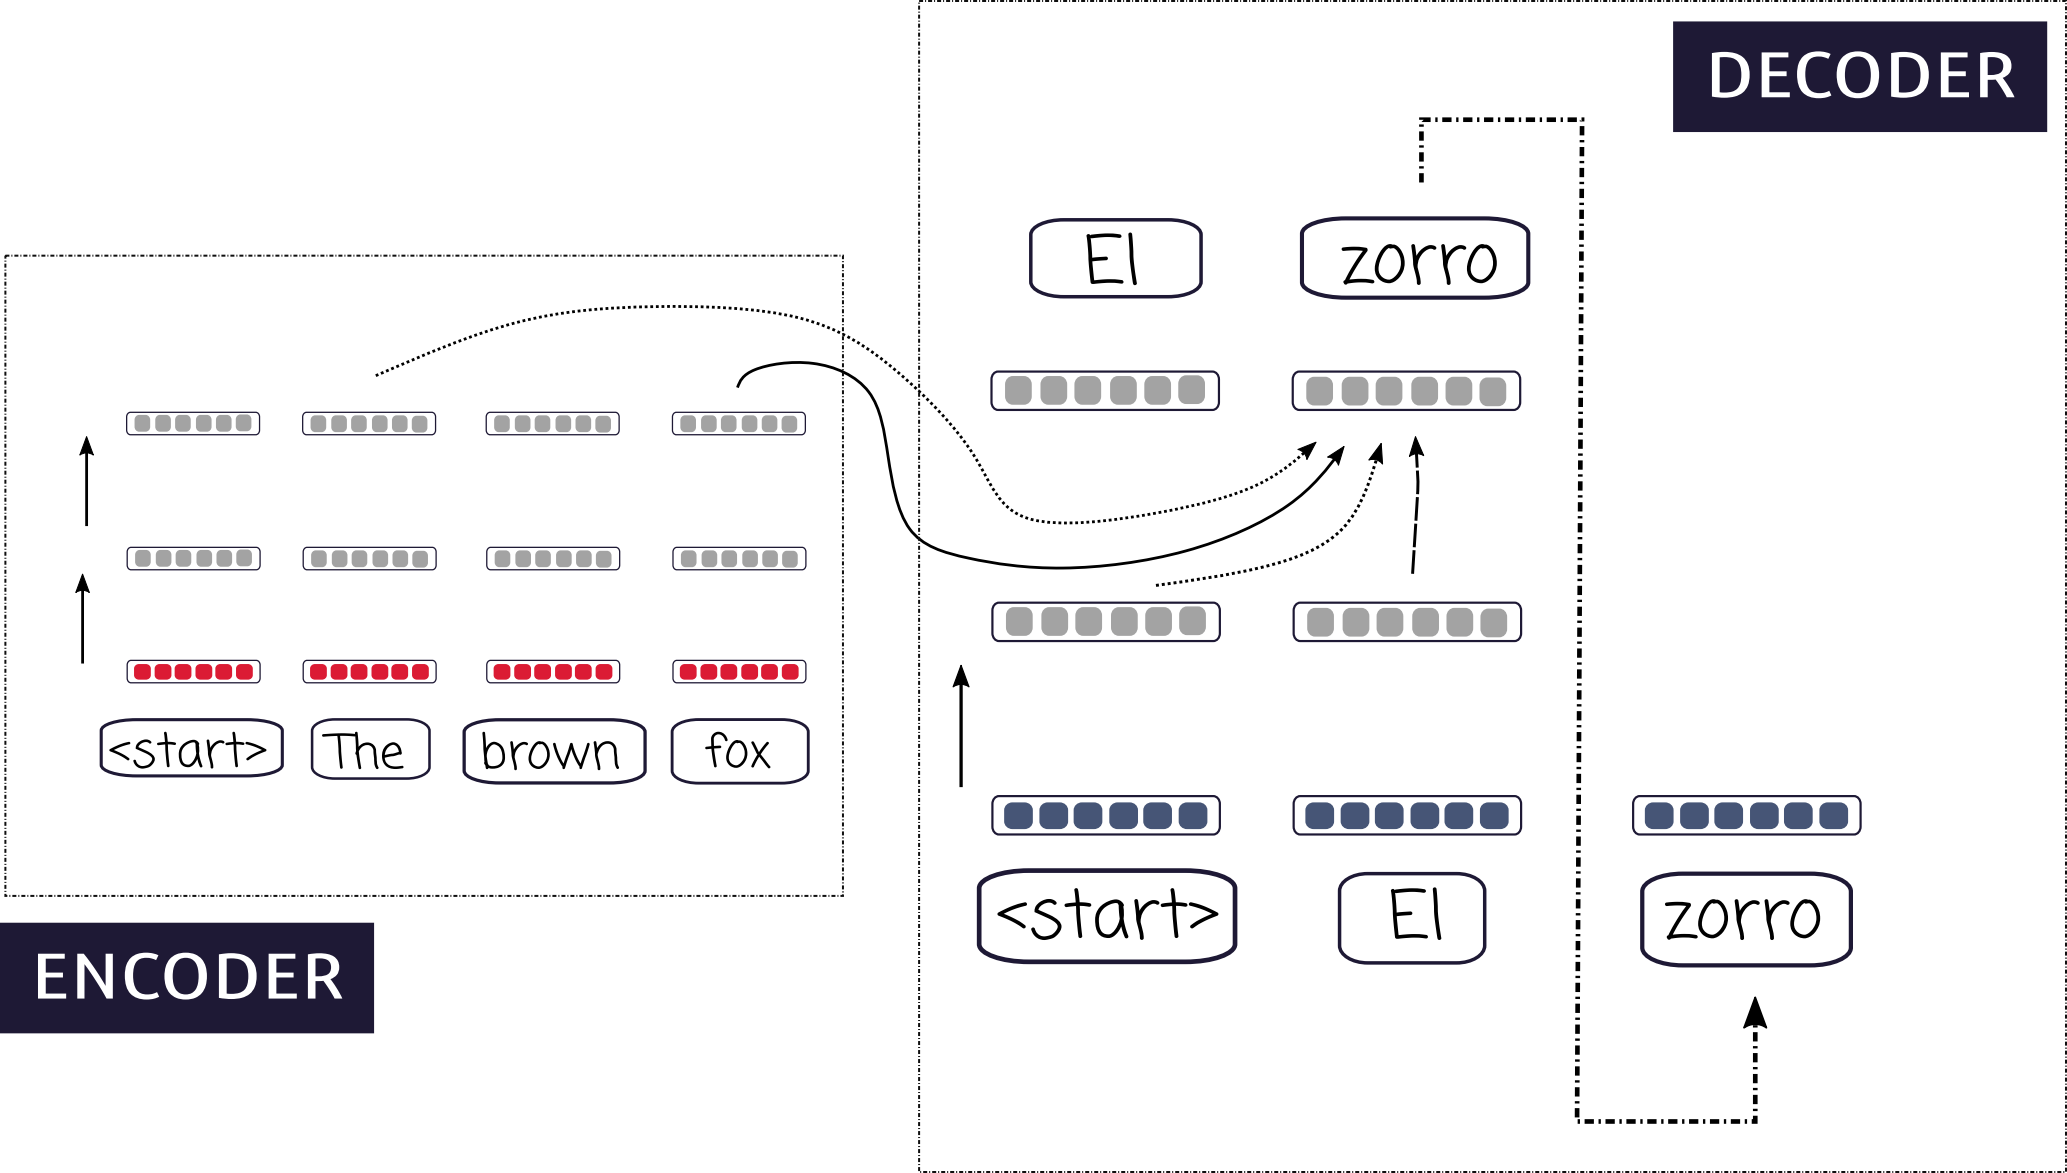 DECODER
El
zorro
<start>
The
brown
fox
<start>
El
zorro
ENCODER